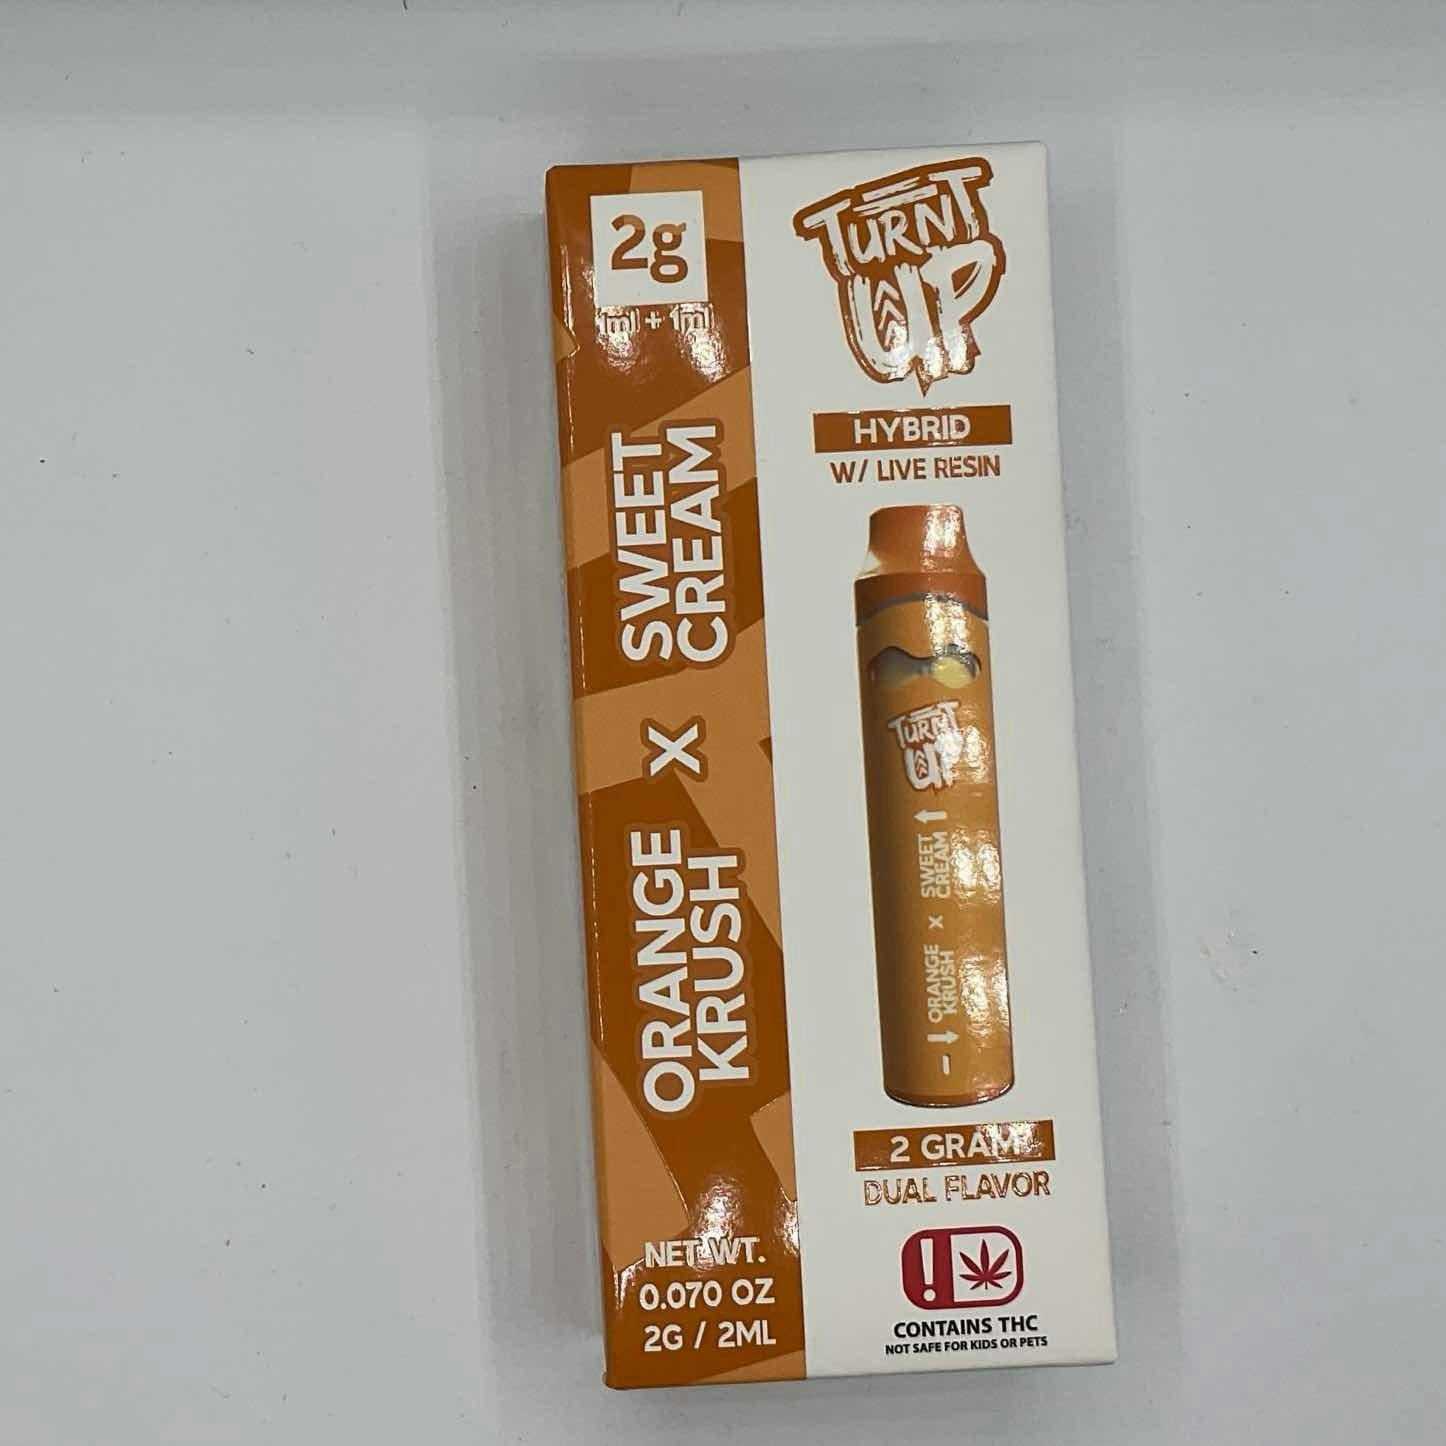 2g
1ml + 1ml
SWEET
CREAM
X
ORANGE
KRUSH
NET WT.
0.070 OZ
2G / 2ML
TURNT
UP
HYBRID
W/ LIVE RESIN
TURNT
UP
ORANGE
KRUSH
X
SWEET
CREAM
2 GRAM
DUAL FLAVOR
!
CONTAINS THC
NOT SAFE FOR KIDS OR PETS